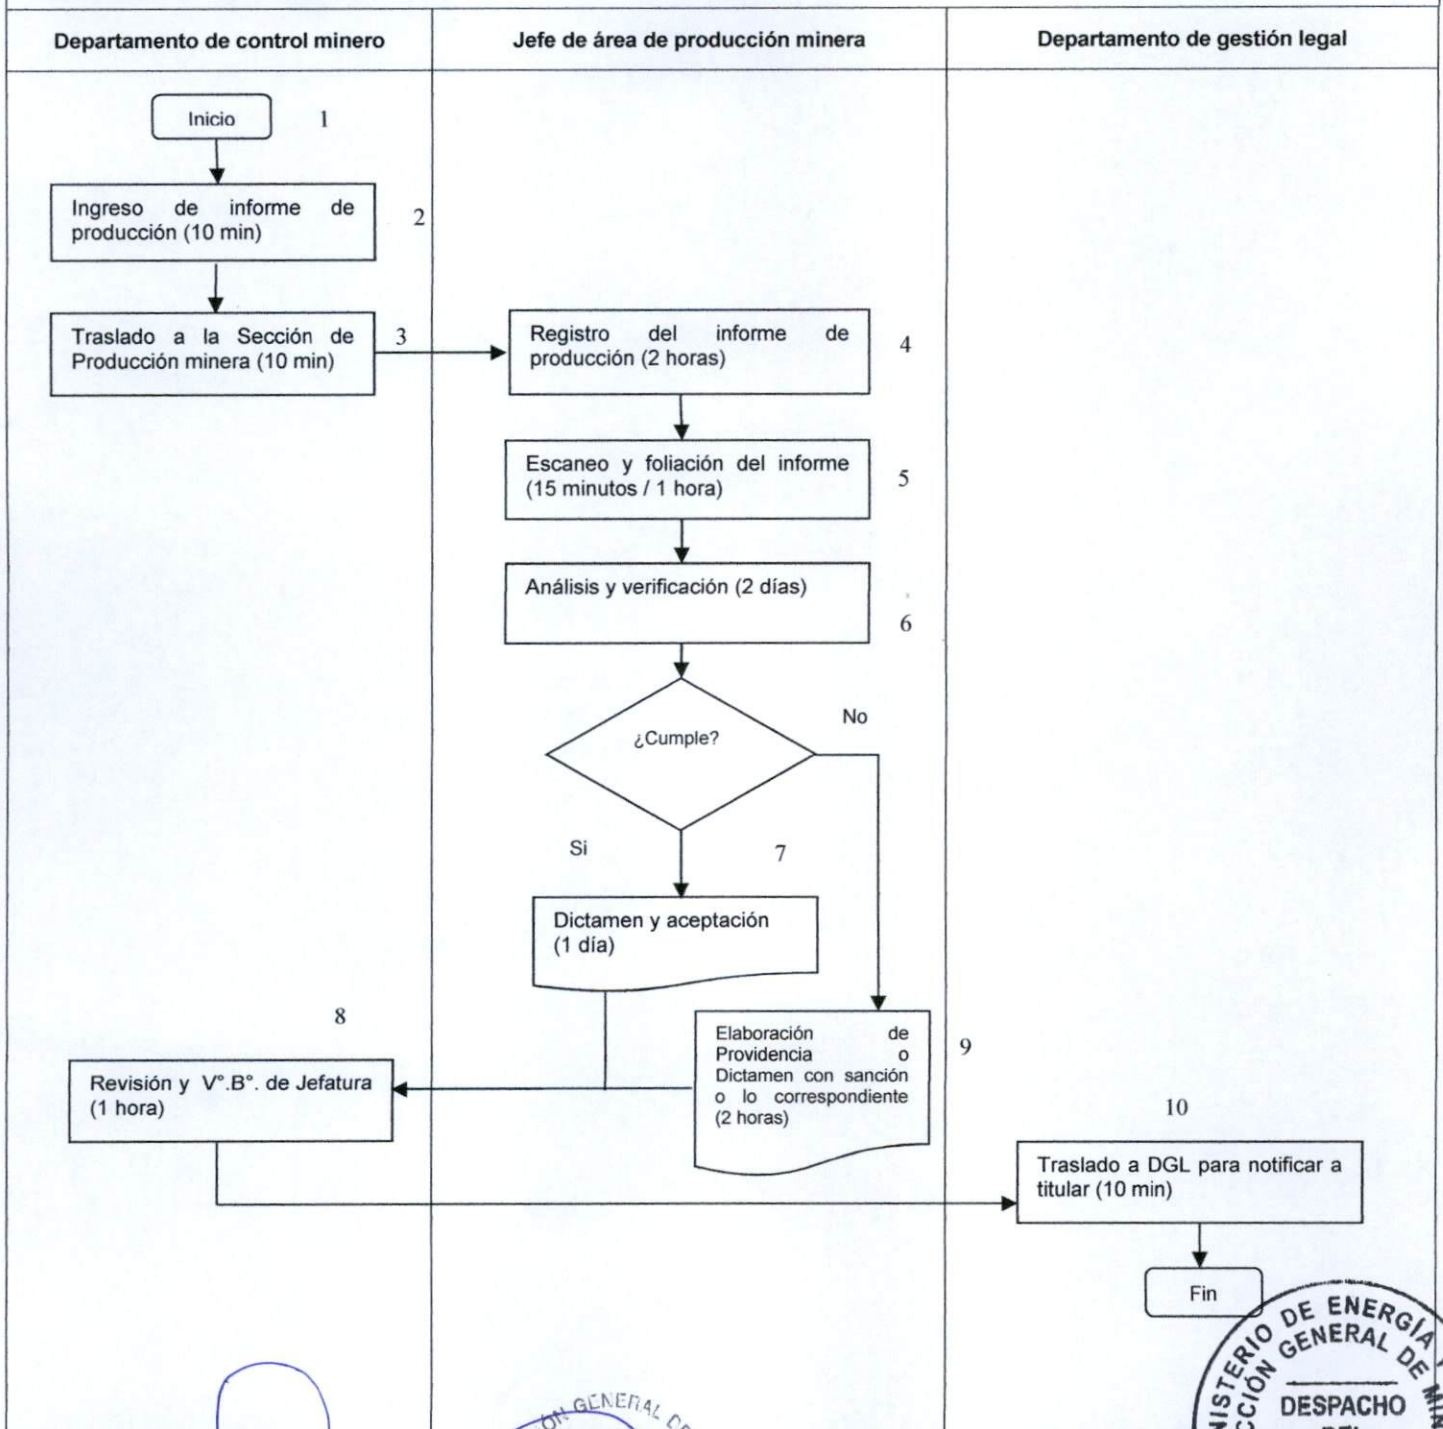 Departamento de control minero
Jefe de área de producción minera
Departamento de gestión legal
Inicio
1
Ingreso de informe de
producción (10 min)
2
Traslado a la Sección de
Producción minera (10 min)
3
Registro del informe de
producción (2 horas)
4
Escaneo y foliación del informe
(15 minutos / 1 hora)
5
Análisis y verificación (2 días)
6
¿Cumple?
No
Si
7
Dictamen y aceptación
(1 día)
8
Revisión y V°.B°. de Jefatura
(1 hora)
Elaboración de
Providencia o
Dictamen con sanción
o lo correspondiente
(2 horas)
9
10
Traslado a DGL para notificar a
titular (10 min)
Fin
DE ENERGÍA
GENERAL DE
DESPACHO
GENERAL